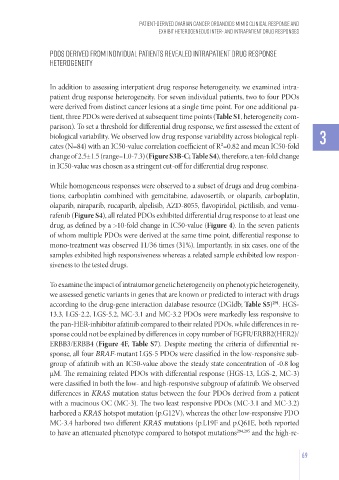 PATIENT-DERIVED OVARIAN CANCER ORGANOIDS MIMIC CLINICAL RESPONSE AND
EXHIBIT HETEROGENEOUS INTER- AND INTRAPATIENT DRUG RESPONSES
PDOS DERIVED FROM INDIVIDUAL PATIENTS REVEALED INTRAPATIENT DRUG RESPONSE
HETEROGENEITY
In addition to assessing interpatient drug response heterogeneity, we examined intra-
patient drug response heterogeneity. For seven individual patients, two to four PDOs
were derived from distinct cancer lesions at a single time point. For one additional pa-
tient, three PDOs were derived at subsequent time points (Table S1, heterogeneity com-
parison). To set a threshold for differential drug response, we first assessed the extent of
biological variability. We observed low drug response variability across biological repli-
cates (N=84) with an IC50-value correlation coefficient of R²=0.82 and mean IC50-fold
change of 2.5±1.5 (range=1.0-7.3) (Figure S3B-C; Table S4), therefore, a ten-fold change
in IC50-value was chosen as a stringent cut-off for differential drug response.
3
While homogeneous responses were observed to a subset of drugs and drug combina-
tions; carboplatin combined with gemcitabine, adavosertib, or olaparib, carboplatin,
olaparib, niraparib, rucaparib, alpelisib, AZD-8055, flavopiridol, pictilisib, and vemu-
rafenib (Figure S4), all related PDOs exhibited differential drug response to at least one
drug, as defined by a >10-fold change in IC50-value (Figure 4). In the seven patients
of whom multiple PDOs were derived at the same time point, differential response to
mono-treatment was observed 11/36 times (31%). Importantly, in six cases, one of the
samples exhibited high responsiveness whereas a related sample exhibited low respon-
siveness to the tested drugs.
To examine the impact of intratumor genetic heterogeneity on phenotypic heterogeneity,
we assessed genetic variants in genes that are known or predicted to interact with drugs
according to the drug-gene interaction database resource (DGIdb, Table S5)²⁹¹. HGS-
13.3, LGS-2.2, LGS-5.2, MC-3.1 and MC-3.2 PDOs were markedly less responsive to
the pan-HER-inhibitor afatinib compared to their related PDOs, while differences in re-
sponse could not be explained by differences in copy number of EGFR/ERBB2(HER2)/
ERBB3/ERBB4 (Figure 4F, Table S7). Despite meeting the criteria of differential re-
sponse, all four BRAF-mutant LGS-5 PDOs were classified in the low-responsive sub-
group of afatinib with an IC50-value above the steady state concentration of -0.8 log
µM. The remaining related PDOs with differential response (HGS-13, LGS-2, MC-3)
were classified in both the low- and high-responsive subgroup of afatinib. We observed
differences in KRAS mutation status between the four PDOs derived from a patient
with a mucinous OC (MC-3). The two least responsive PDOs (MC-3.1 and MC-3.2)
harbored a KRAS hotspot mutation (p.G12V), whereas the other low-responsive PDO
MC-3.4 harbored two different KRAS mutations (p.L19F and p.Q61E, both reported
to have an attenuated phenotype compared to hotspot mutations²⁹⁴,²⁹⁵ and the high-re-
69